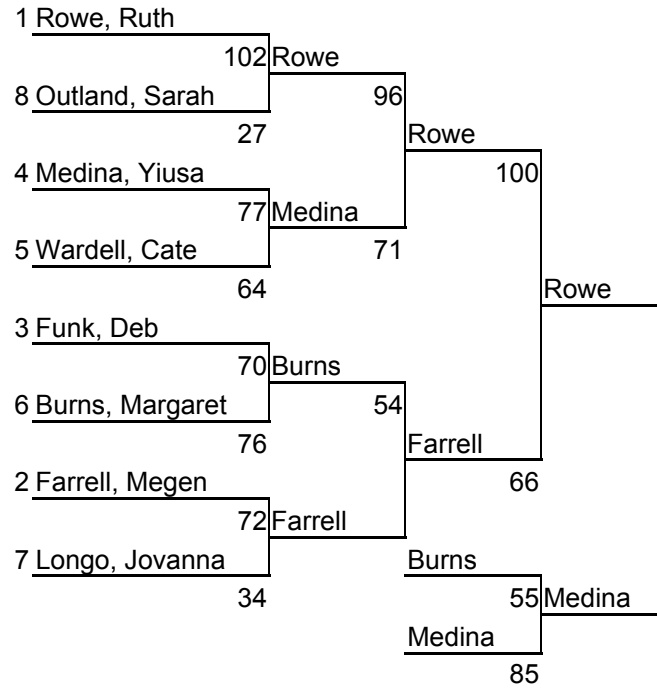 1 Rowe, Ruth
102 Rowe
8 Outland, Sarah 96
27 Rowe
4 Medina, Yiusa 100
77 Medina
5 Wardell, Cate 71
64 Rowe
3 Funk, Deb
70 Burns
6 Burns, Margaret 54
76 Farrell
2 Farrell, Megen 66
72 Farrell
7 Longo, Jovanna Burns
34 55 Medina
Medina
85